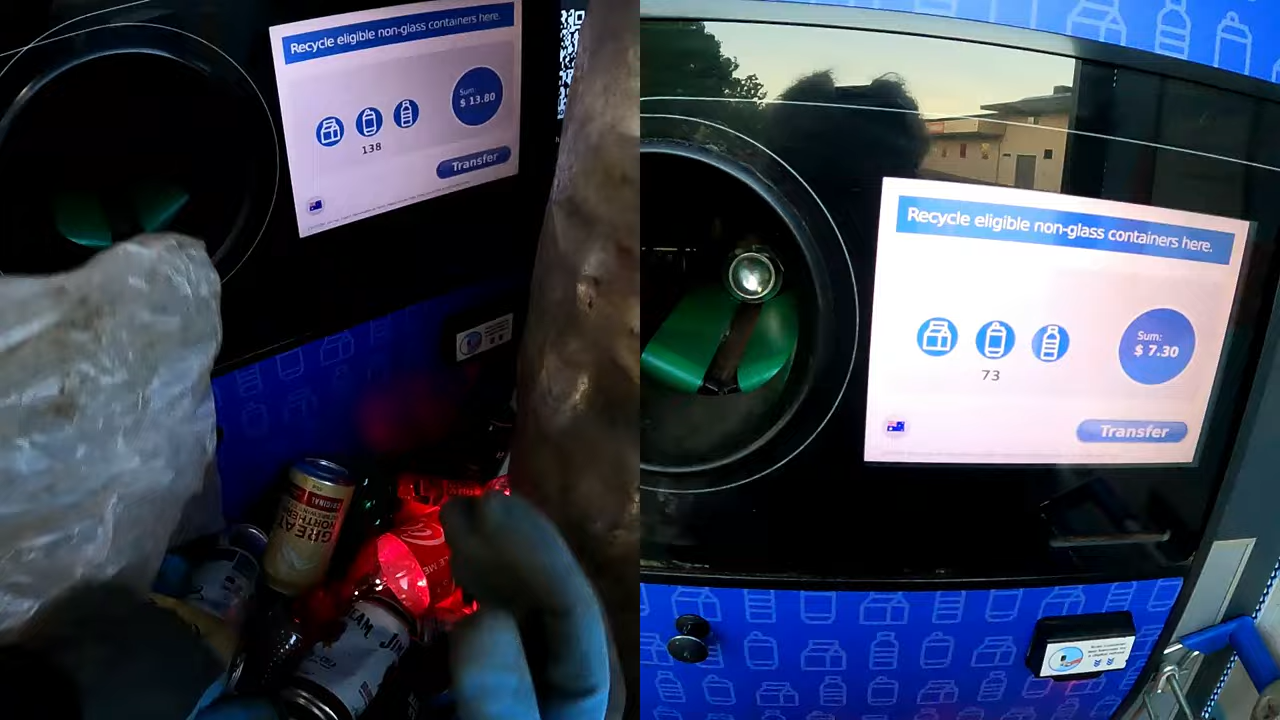 Recycle eligible non-glass containers here.
Sum:
$ 13.80
138
Transfer
ORIGINAL
GREAT
NORTHERN
Recycle eligible non-glass containers here.
Sum:
$ 7.30
73
Transfer